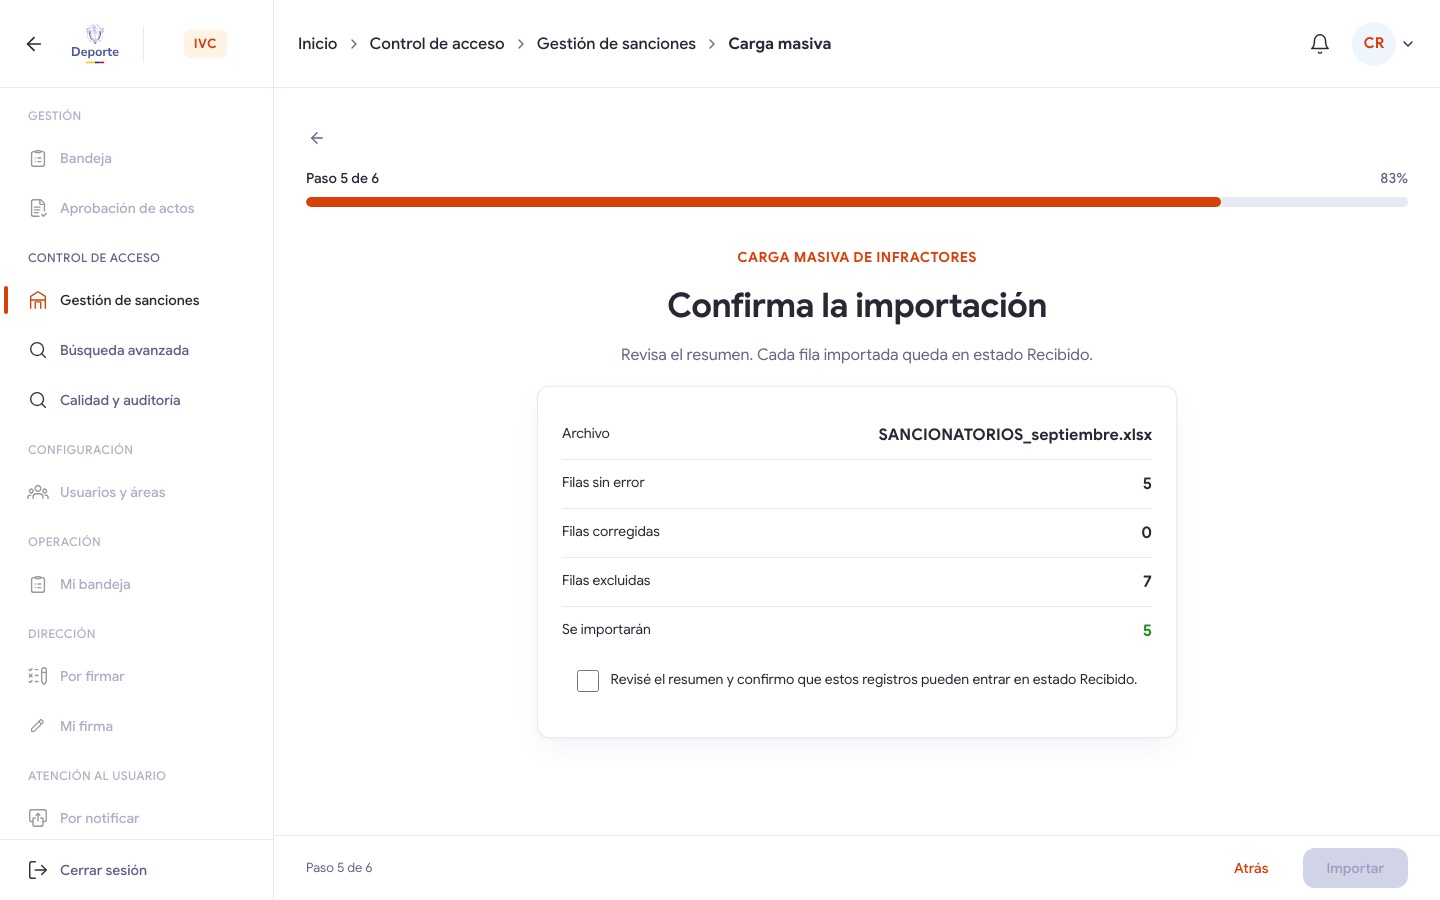 Deporte
IVC
Inicio > Control de acceso > Gestión de sanciones > Carga masiva
CR
GESTIÓN
Bandeja
Aprobación de actos
CONTROL DE ACCESO
Gestión de sanciones
Búsqueda avanzada
Calidad y auditoría
CONFIGURACIÓN
Usuarios y áreas
OPERACIÓN
Mi bandeja
DIRECCIÓN
Por firmar
Mi firma
ATENCIÓN AL USUARIO
Por notificar
Cerrar sesión
Paso 5 de 6 83%
CARGA MASIVA DE INFRACTORES
Confirma la importación
Revisa el resumen. Cada fila importada queda en estado Recibido.
Archivo SANCIONATORIOS_septiembre.xlsx
Filas sin error 5
Filas corregidas 0
Filas excluidas 7
Se importarán 5
Revisé el resumen y confirmo que estos registros pueden entrar en estado Recibido.
Paso 5 de 6
Atrás
Importar